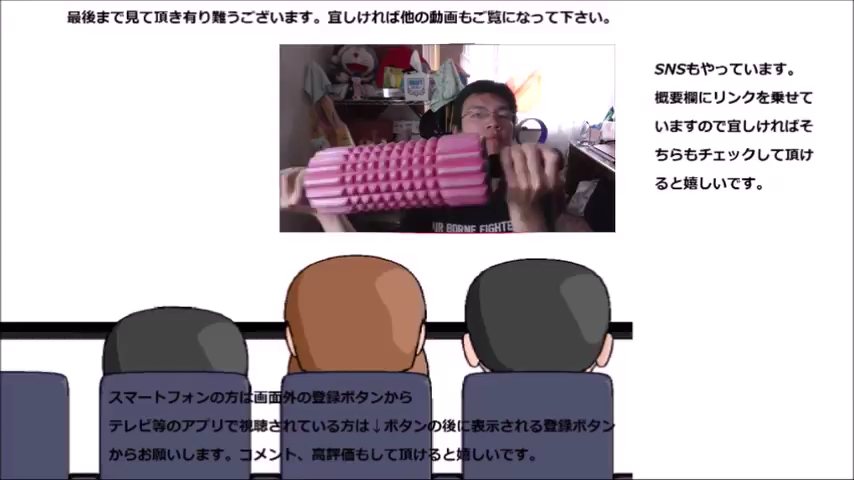 最後まで見て頂き有り難うございます。宜しければ他の動画もご覧になって下さい。
SNSもやっています。
概要欄にリンクを乗せて
いますので宜しければそ
ちらもチェックして頂け
ると嬉しいです。
AIR BORNE FIGHTE
スマートフォンの方は画面外の登録ボタンから
テレビ等のアプリで視聴されている方は↓ボタンの後に表示される登録ボタン
からお願いします。コメント、高評価もして頂けると嬉しいです。